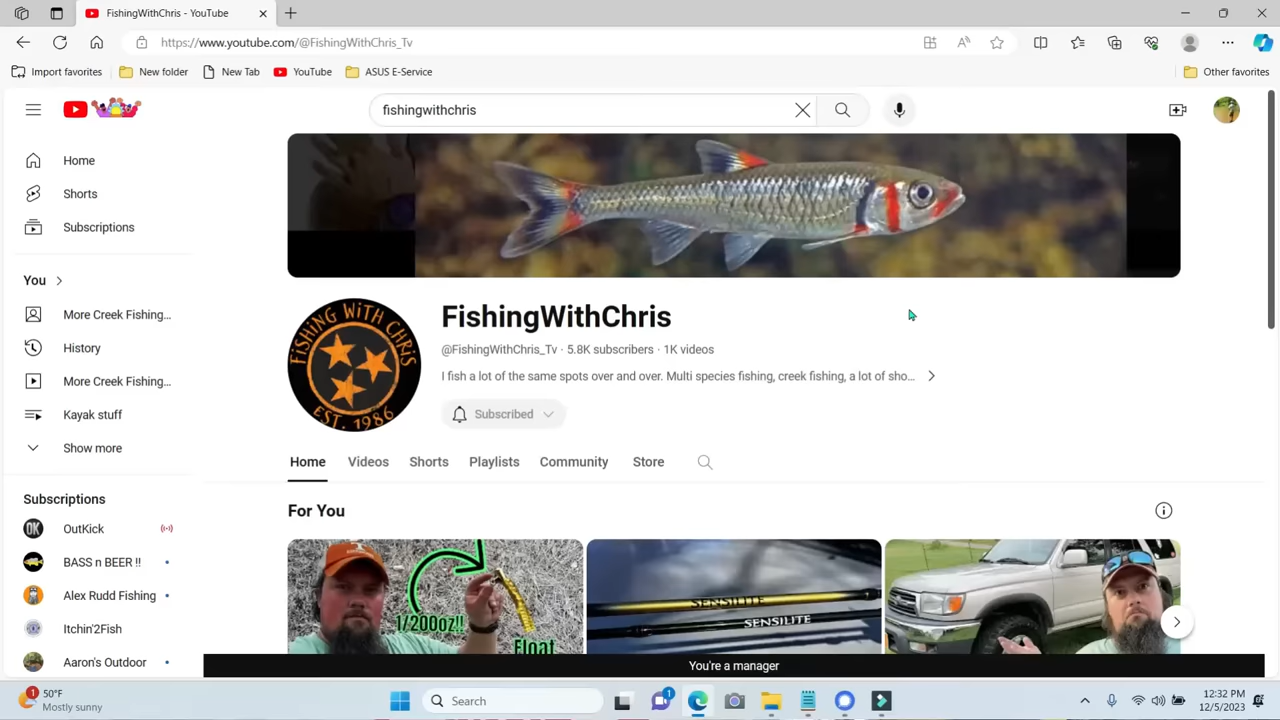 FishingWithChris - YouTube
https://www.youtube.com/@FishingWithChris_Tv
Import favorites
New folder
New Tab
YouTube
ASUS E-Service
Other favorites
fishingwithchris
Home
Shorts
Subscriptions
You
More Creek Fishing...
History
More Creek Fishing...
Kayak stuff
Show more
Subscriptions
OutKick
BASS n BEER !!
Alex Rudd Fishing
Itchin'2Fish
Aaron's Outdoor
FiSHiNG WiTH CHRiS
EST. 1986
FishingWithChris
@FishingWithChris_Tv · 5.8K subscribers · 1K videos
I fish a lot of the same spots over and over. Multi species fishing, creek fishing, a lot of sho...
Subscribed
Home Videos Shorts Playlists Community Store
For You
1/200oz!!
Float
SENSILITE
SENSILITE
You're a manager
1
50°F
Mostly sunny
Search
1
12:32 PM
12/5/2023